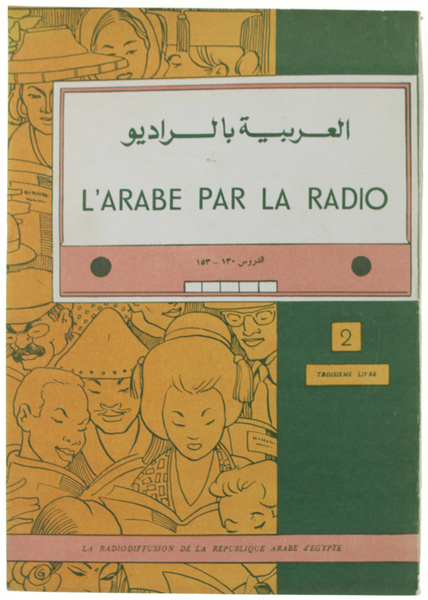 العربية بالراديو
L'ARABE PAR LA RADIO
الدروس ١٣٠ - ١٥٣
2
TROISIEME LIVRE
LA RADIODIFFUSION DE LA REPUBLIQUE ARABE d'EGYPTE